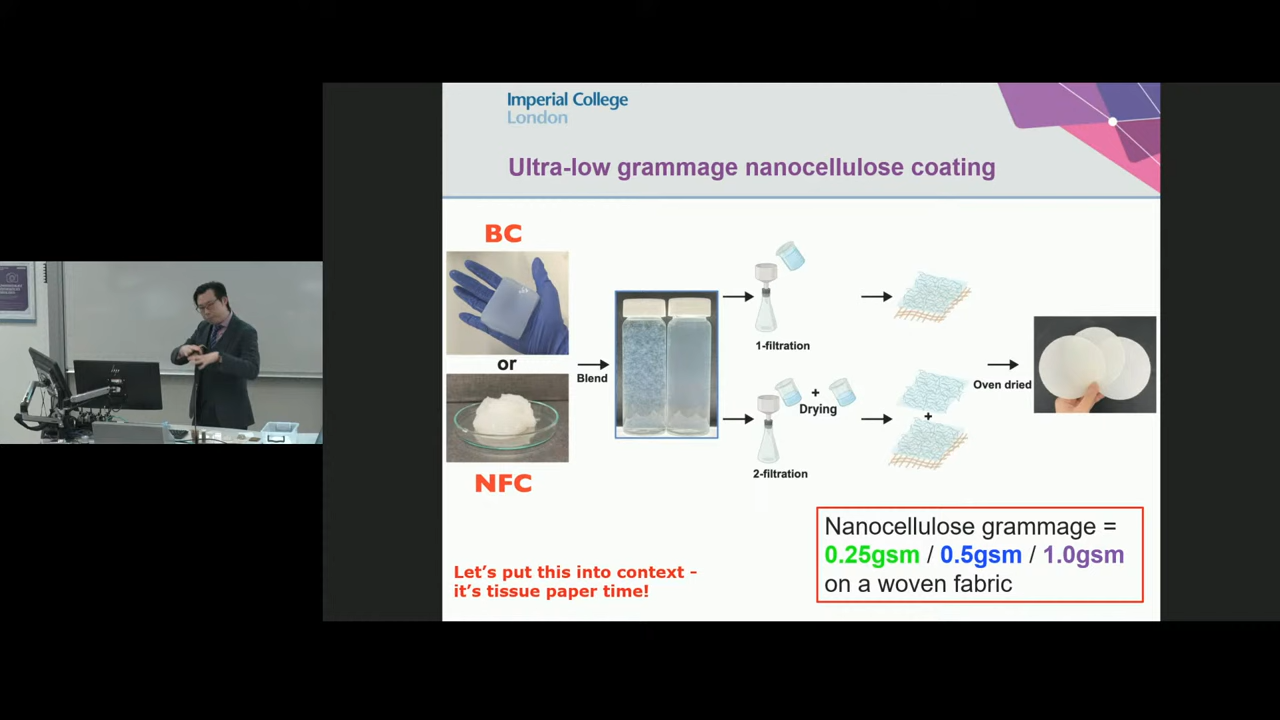 Imperial College
London
Ultra-low grammage nanocellulose coating
BC
or
NFC
Blend
1-filtration
+
Drying
2-filtration
+
Oven dried
Nanocellulose grammage =
0.25gsm / 0.5gsm / 1.0gsm
on a woven fabric
Let's put this into context -
it's tissue paper time!